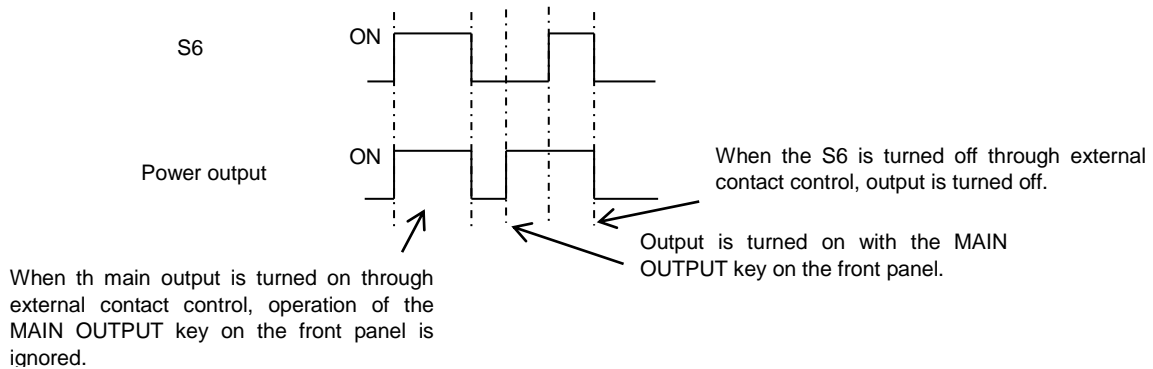 S6
ON
Power output
ON
When the S6 is turned off through external
contact control, output is turned off.
Output is turned on with the MAIN
OUTPUT key on the front panel.
When th main output is turned on through
external contact control, operation of the
MAIN OUTPUT key on the front panel is
ignored.